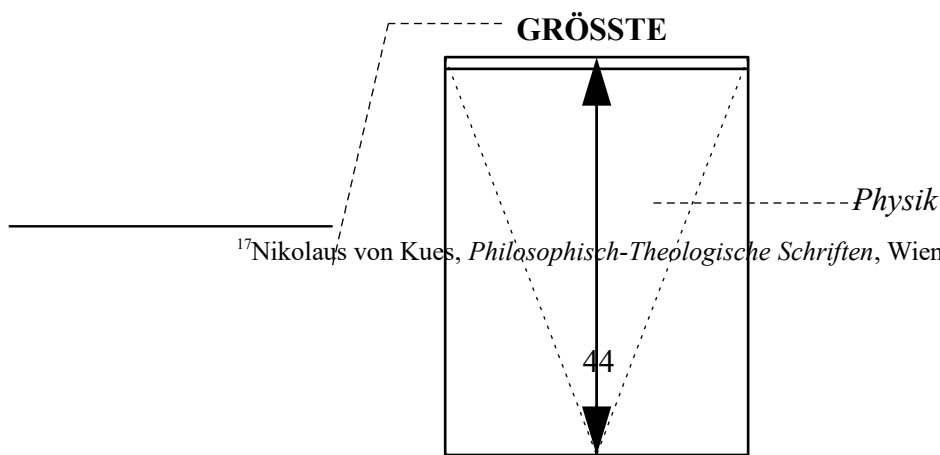 GRÖSSTE
Physik
¹⁷Nikolaus von Kues, Philosophisch-Theologische Schriften, Wien
44